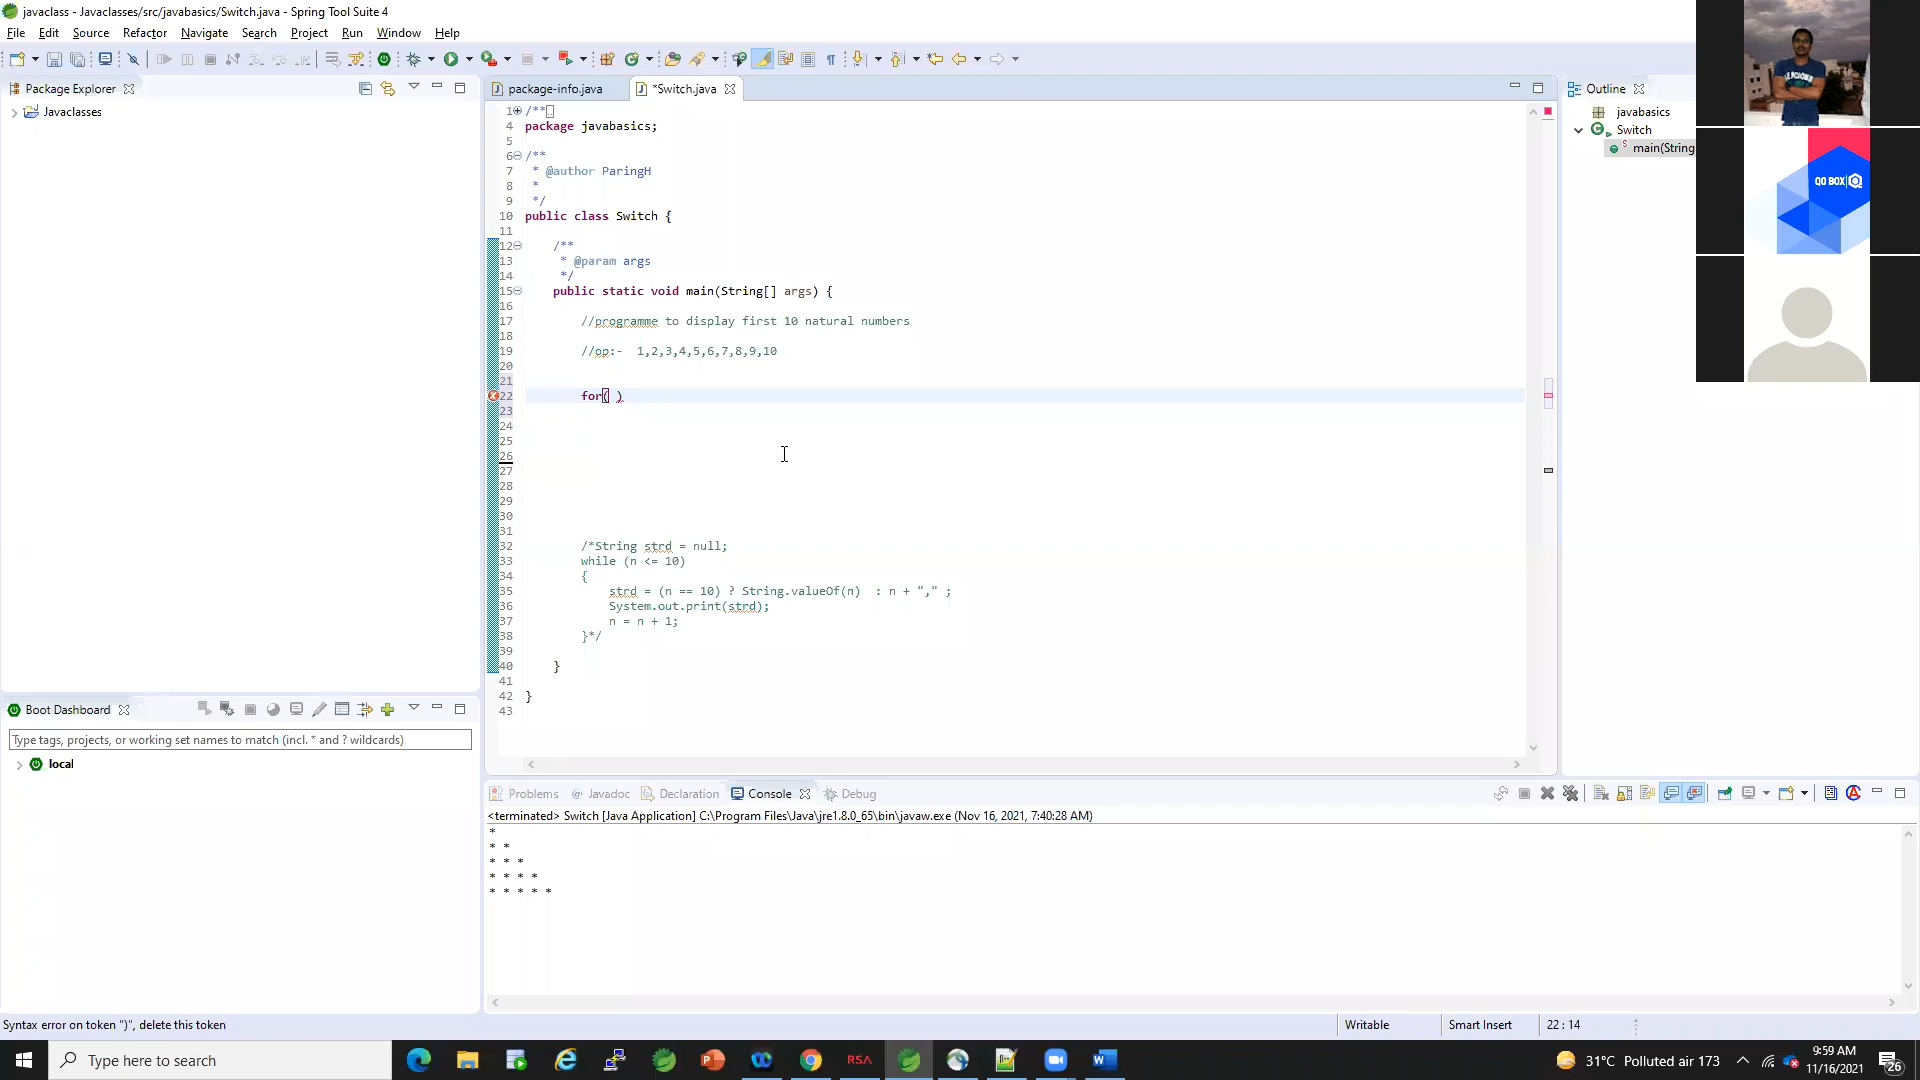 javaclass - Javaclasses/src/javabasics/Switch.java - Spring Tool Suite 4
File Edit Source Refactor Navigate Search Project Run Window Help
Package Explorer
Javaclasses
package-info.java
*Switch.java
1 /**
4 package javabasics;
5
6 /**
7 * @author ParingH
8 *
9 */
10 public class Switch {
11
12 /**
13 * @param args
14 */
15 public static void main(String[] args) {
16
17 //programme to display first 10 natural numbers
18
19 //op:- 1,2,3,4,5,6,7,8,9,10
20
21
22 for( )
23
24
25
26
27
28
29
30
31
32 /*String strd = null;
33 while (n <= 10)
34 {
35 strd = (n == 10) ? String.valueOf(n) : n + "," ;
36 System.out.print(strd);
37 n = n + 1;
38 }*/
39
40 }
41
42 }
43
Outline
javabasics
Switch
main(String
QO BOX
Boot Dashboard
Type tags, projects, or working set names to match (incl. * and ? wildcards)
local
Problems @ Javadoc Declaration Console Debug
<terminated> Switch [Java Application] C:\Program Files\Java\jre1.8.0_65\bin\javaw.exe (Nov 16, 2021, 7:40:28 AM)
*
* *
* * *
* * * *
* * * * *
Syntax error on token ")", delete this token
Writable
Smart Insert
22 : 14
Type here to search
RSA
31°C Polluted air 173
9:59 AM
11/16/2021
26